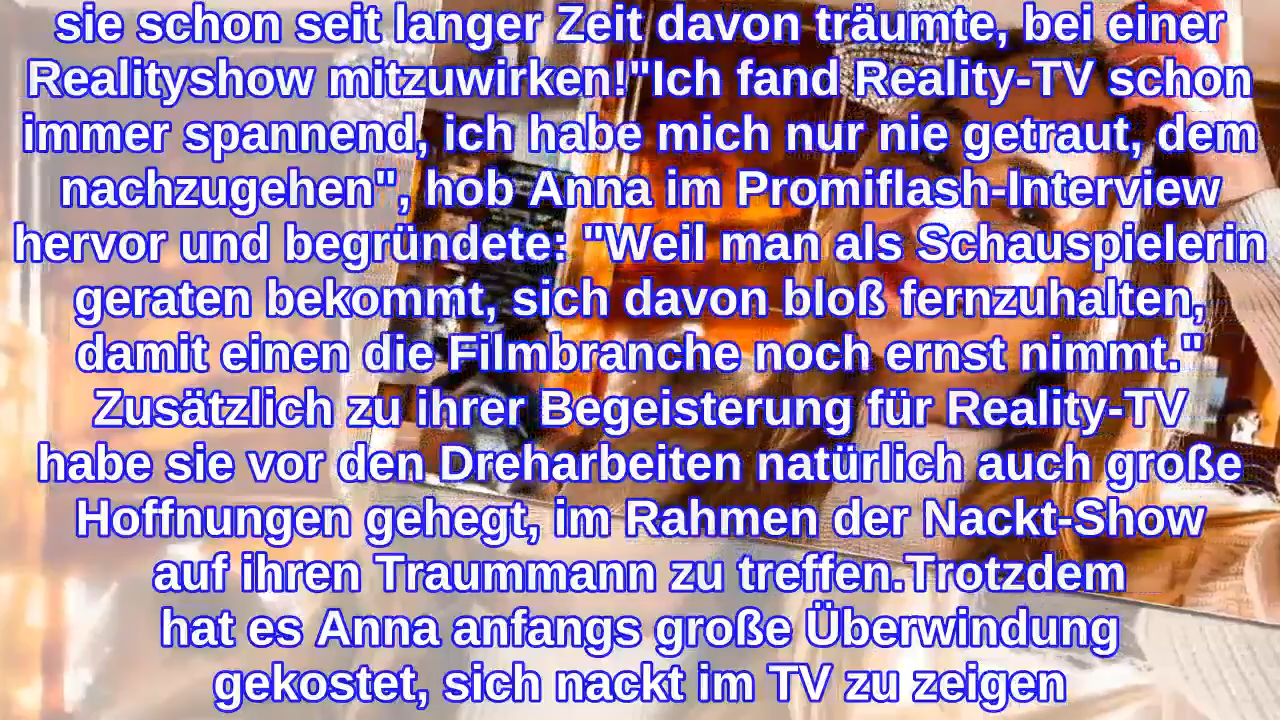 sie schon seit langer Zeit davon träumte, bei einer
Realityshow mitzuwirken!"Ich fand Reality-TV schon
immer spannend, ich habe mich nur nie getraut, dem
nachzugehen", hob Anna im Promiflash-Interview
hervor und begründete: "Weil man als Schauspielerin
geraten bekommt, sich davon bloß fernzuhalten,
damit einen die Filmbranche noch ernst nimmt."
Zusätzlich zu ihrer Begeisterung für Reality-TV
habe sie vor den Dreharbeiten natürlich auch große
Hoffnungen gehegt, im Rahmen der Nackt-Show
auf ihren Traummann zu treffen.Trotzdem
hat es Anna anfangs große Überwindung
gekostet, sich nackt im TV zu zeigen